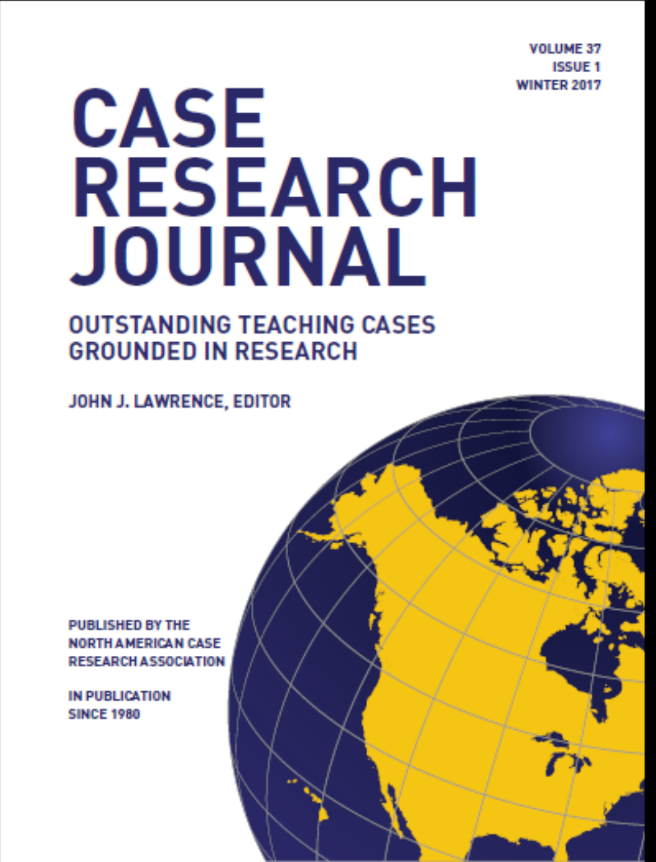 VOLUME 37
ISSUE 1
WINTER 2017
CASE
RESEARCH
JOURNAL
OUTSTANDING TEACHING CASES
GROUNDED IN RESEARCH
JOHN J. LAWRENCE, EDITOR
PUBLISHED BY THE
NORTH AMERICAN CASE
RESEARCH ASSOCIATION
IN PUBLICATION
SINCE 1980